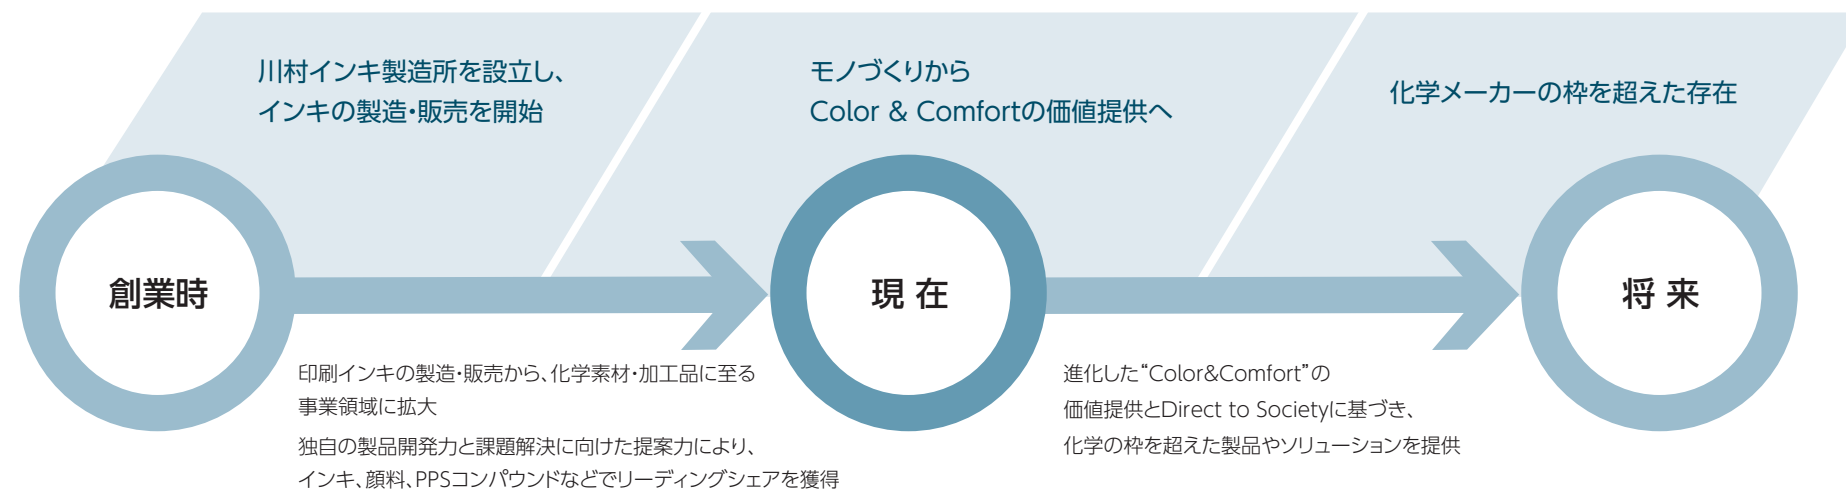 川村インキ製造所を設立し、
インキの製造・販売を開始
モノづくりから
Color & Comfortの価値提供へ
化学メーカーの枠を超えた存在
創業時
現 在
将 来
印刷インキの製造・販売から、化学素材・加工品に至る
事業領域に拡大
独自の製品開発力と課題解決に向けた提案力により、
インキ、顔料、PPSコンパウンドなどでリーディングシェアを獲得
進化した“Color&Comfort”の
価値提供とDirect to Societyに基づき、
化学の枠を超えた製品やソリューションを提供